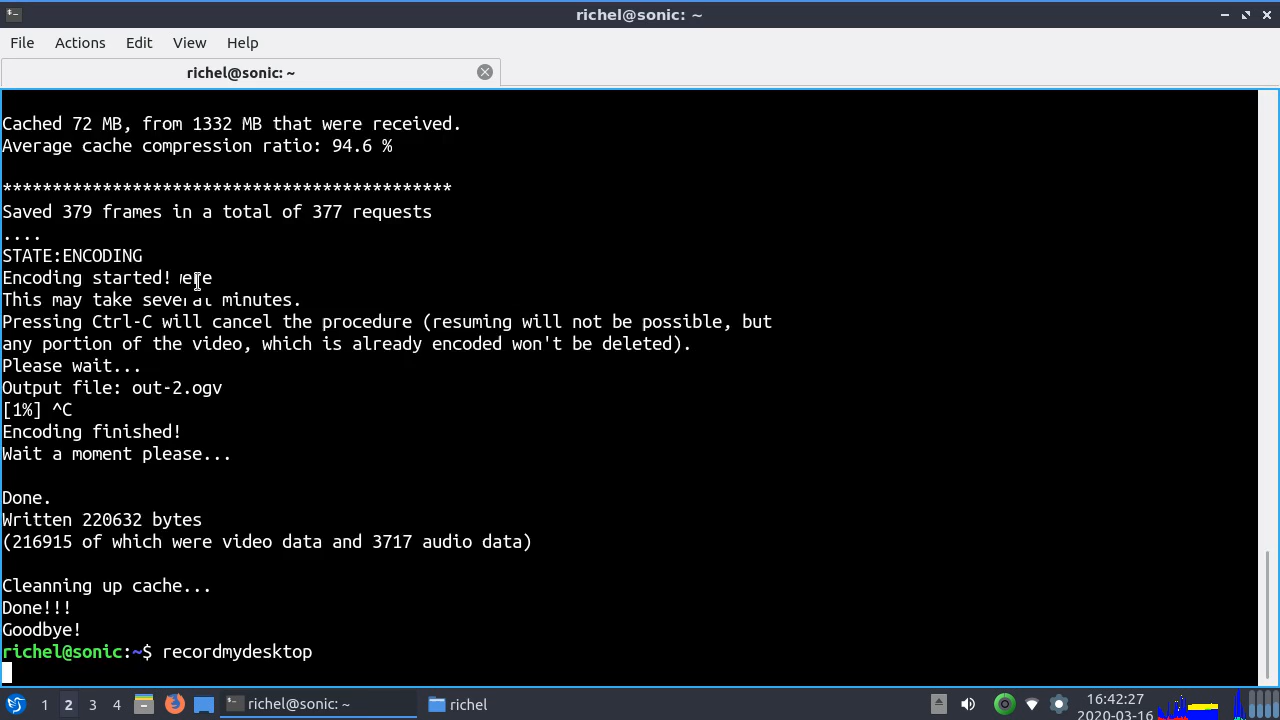 richel@sonic: ~
File Actions Edit View Help
richel@sonic: ~
Cached 72 MB, from 1332 MB that were received.
Average cache compression ratio: 94.6 %
*********************************************
Saved 379 frames in a total of 377 requests
....
STATE:ENCODING
Encoding started!
This may take several minutes.
Pressing Ctrl-C will cancel the procedure (resuming will not be possible, but
any portion of the video, which is already encoded won't be deleted).
Please wait...
Output file: out-2.ogv
[1%] ^C
Encoding finished!
Wait a moment please...
Done.
Written 220632 bytes
(216915 of which were video data and 3717 audio data)
Cleanning up cache...
Done!!!
Goodbye!
richel@sonic:~$ recordmydesktop
1 2 3 4 richel@sonic: ~ richel 16:42:27
2020-03-16